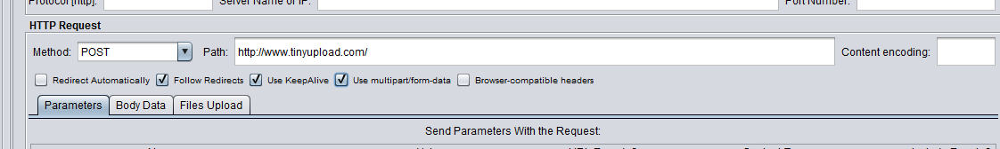 Protocol [http]: Server Name or IP: Port Number:
HTTP Request
Method: POST Path: http://www.tinyupload.com/ Content encoding:
Redirect Automatically Follow Redirects Use KeepAlive Use multipart/form-data Browser-compatible headers
Parameters Body Data Files Upload
Send Parameters With the Request: